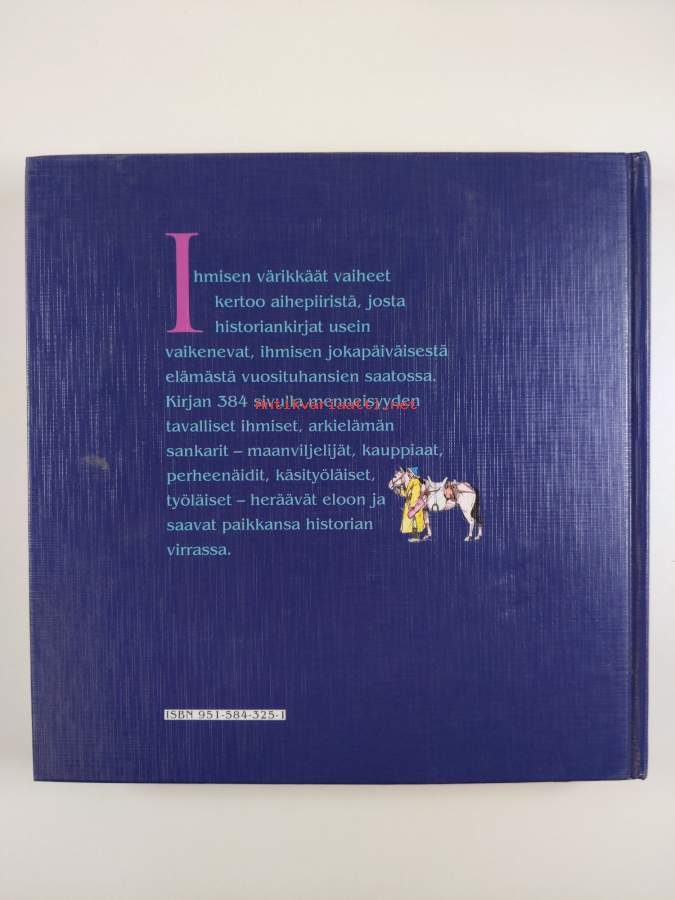 Ihmisen värikkäät vaiheet
kertoo aihepiiristä, josta
historiankirjat usein
vaikenevat, ihmisen jokapäiväisestä
elämästä vuosituhansien saatossa.
Kirjan 384 sivulla menneisyyden
Antikvariaatti.net
tavalliset ihmiset, arkielämän
sankarit – maanviljelijät, kauppiaat,
perheenäidit, käsityöläiset,
työläiset – heräävät eloon ja
saavat paikkansa historian
virrassa.
ISBN 951-584-325-1